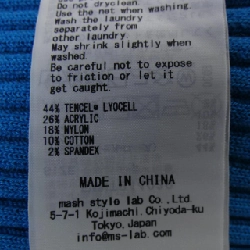 Do not dryclean.
Use the not when washing.
Wash the laundry
separately from
other laundry.
May shrink slightly when
washed
Be careful not to expose
to friction or let it
get caught.
44% TENCEL™ LYOCELL
26% ACRYLIC
18% NYLON
10% COTTON
2% SPANDEX
MADE IN CHINA
mash style lab Co.,Ltd.
5-7-1 Kojimachi,Chiyoda-ku
Tokyo,Japan
info@ms-lab.com